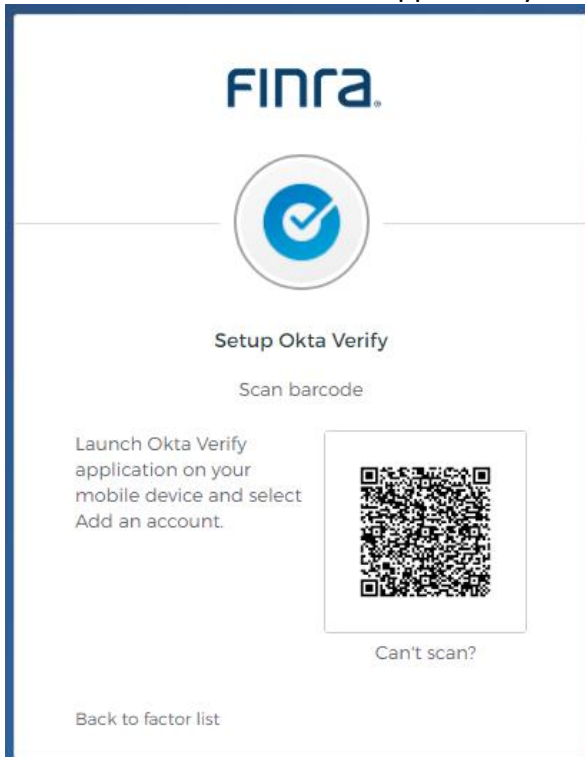 FINRA
Setup Okta Verify
Scan barcode
Launch Okta Verify
application on your
mobile device and select
Add an account.
Can't scan?
Back to factor list